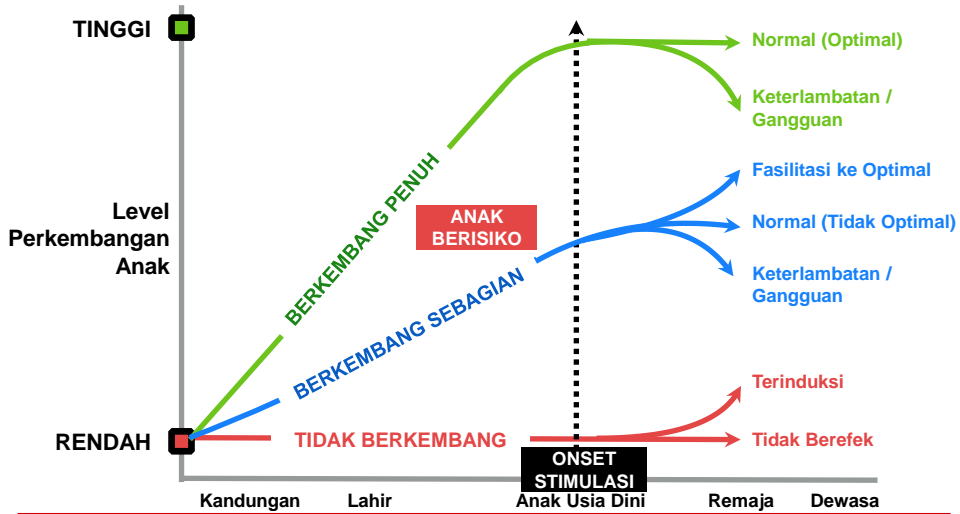 TINGGI
Normal (Optimal)
Keterlambatan /
Gangguan
BERKEMBANG PENUH
Fasilitasi ke Optimal
Level
Perkembangan
Anak
ANAK
BERISIKO
Normal (Tidak Optimal)
BERKEMBANG SEBAGIAN
Keterlambatan /
Gangguan
Terinduksi
RENDAH
TIDAK BERKEMBANG
Tidak Berefek
ONSET
STIMULASI
Kandungan
Lahir
Anak Usia Dini
Remaja
Dewasa